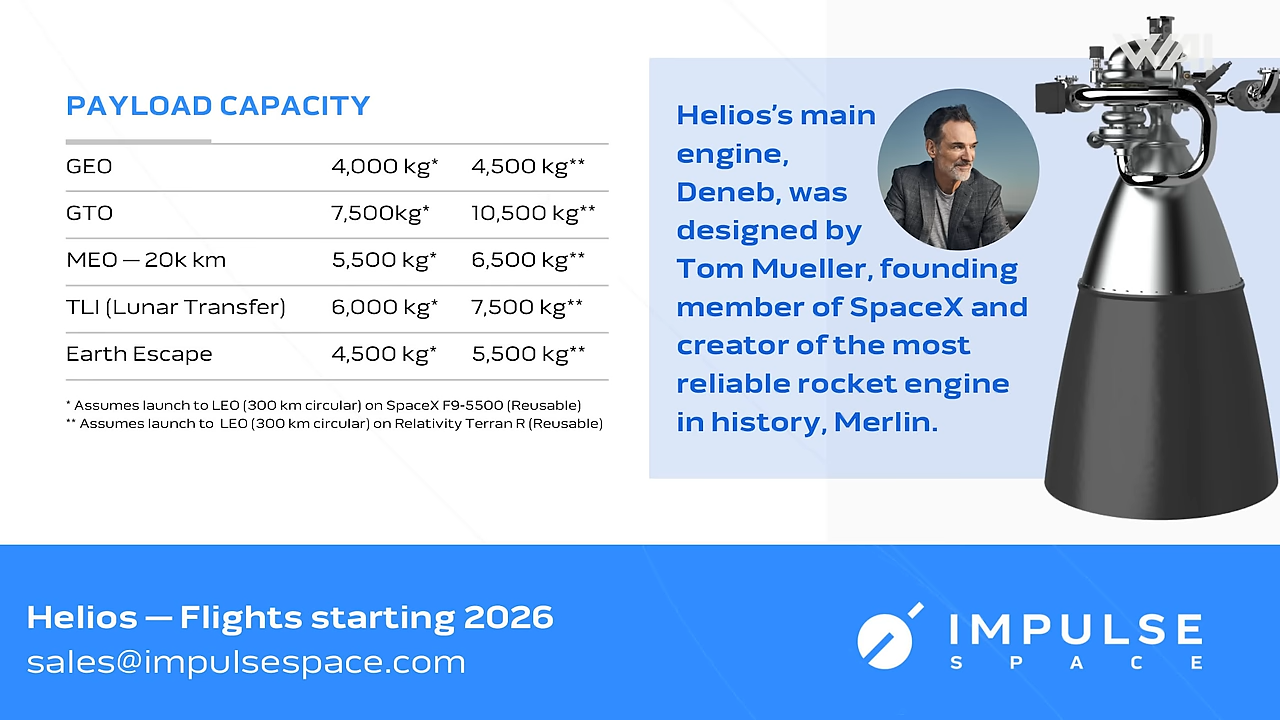 PAYLOAD CAPACITY
GEO 4,000 kg* 4,500 kg**
GTO 7,500kg* 10,500 kg**
MEO — 20k km 5,500 kg* 6,500 kg**
TLI (Lunar Transfer) 6,000 kg* 7,500 kg**
Earth Escape 4,500 kg* 5,500 kg**
* Assumes launch to LEO (300 km circular) on SpaceX F9-5500 (Reusable)
** Assumes launch to LEO (300 km circular) on Relativity Terran R (Reusable)
Helios’s main
engine,
Deneb, was
designed by
Tom Mueller, founding
member of SpaceX and
creator of the most
reliable rocket engine
in history, Merlin.
Helios — Flights starting 2026
sales@impulsespace.com
IMPULSE
SPACE